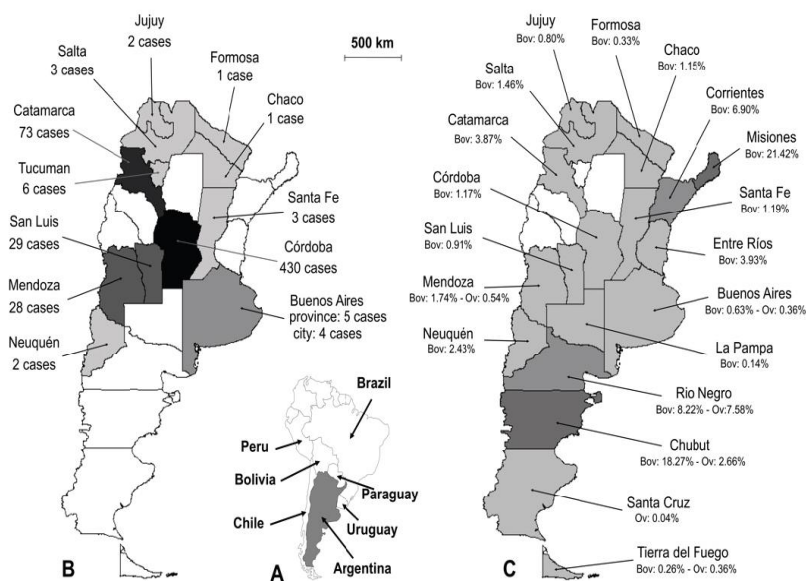 Jujuy
2 cases
Salta
3 cases
Formosa
1 case
Chaco
1 case
Catamarca
73 cases
Tucuman
6 cases
Santa Fe
3 cases
San Luis
29 cases
Córdoba
430 cases
Mendoza
28 cases
Buenos Aires
province: 5 cases
city: 4 cases
Neuquén
2 cases
B
500 km
Brazil
Peru
Bolivia
Paraguay
Chile
Uruguay
Argentina
A
Jujuy
Bov: 0.80%
Formosa
Bov: 0.33%
Chaco
Bov: 1.15%
Salta
Bov: 1.46%
Corrientes
Bov: 6.90%
Catamarca
Bov: 3.87%
Misiones
Bov: 21.42%
Córdoba
Bov: 1.17%
Santa Fe
Bov: 1.19%
San Luis
Bov: 0.91%
Entre Ríos
Bov: 3.93%
Mendoza
Bov: 1.74% - Ov: 0.54%
Buenos Aires
Bov: 0.63% - Ov: 0.36%
Neuquén
Bov: 2.43%
La Pampa
Bov: 0.14%
Rio Negro
Bov: 8.22% - Ov:7.58%
Chubut
Bov: 18.27% - Ov: 2.66%
Santa Cruz
Ov: 0.04%
Tierra del Fuego
Bov: 0.26% - Ov: 0.36%
C